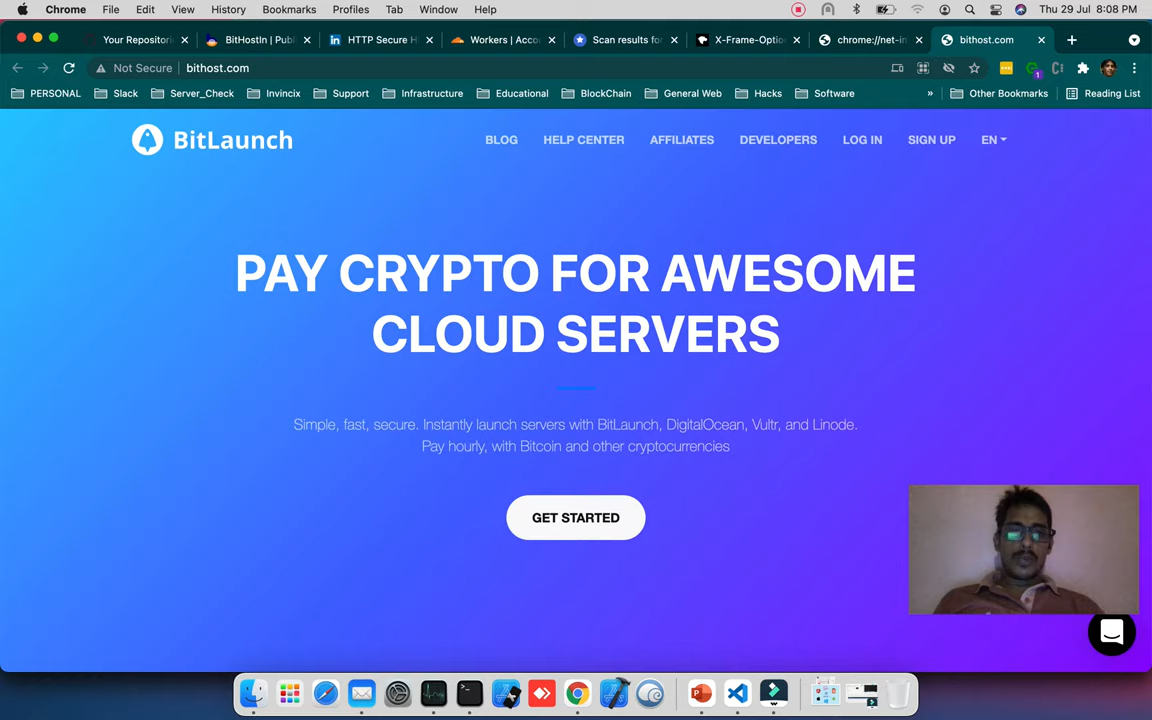 Chrome File Edit View History Bookmarks Profiles Tab Window Help Thu 29 Jul 8:08 PM
Your Repositori BitHostIn | Publ HTTP Secure H Workers | Acco Scan results fo X-Frame-Optio chrome://net-in bithost.com
Not Secure bithost.com 1
PERSONAL Slack Server_Check Invincix Support Infrastructure Educational BlockChain General Web Hacks Software » Other Bookmarks Reading List
BitLaunch BLOG HELP CENTER AFFILIATES DEVELOPERS LOG IN SIGN UP EN
PAY CRYPTO FOR AWESOME
CLOUD SERVERS
Simple, fast, secure. Instantly launch servers with BitLaunch, DigitalOcean, Vultr, and Linode.
Pay hourly, with Bitcoin and other cryptocurrencies
GET STARTED